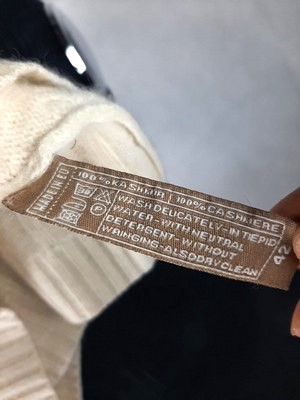 MADE IN EU
100% KASHMIR
100% CASHMERE
30
P
WASH DELICATELY-IN TEPID
WATER-WITH NEUTRAL
DETERGENT-WITHOUT
WRINGING-ALSO DRY CLEAN
42